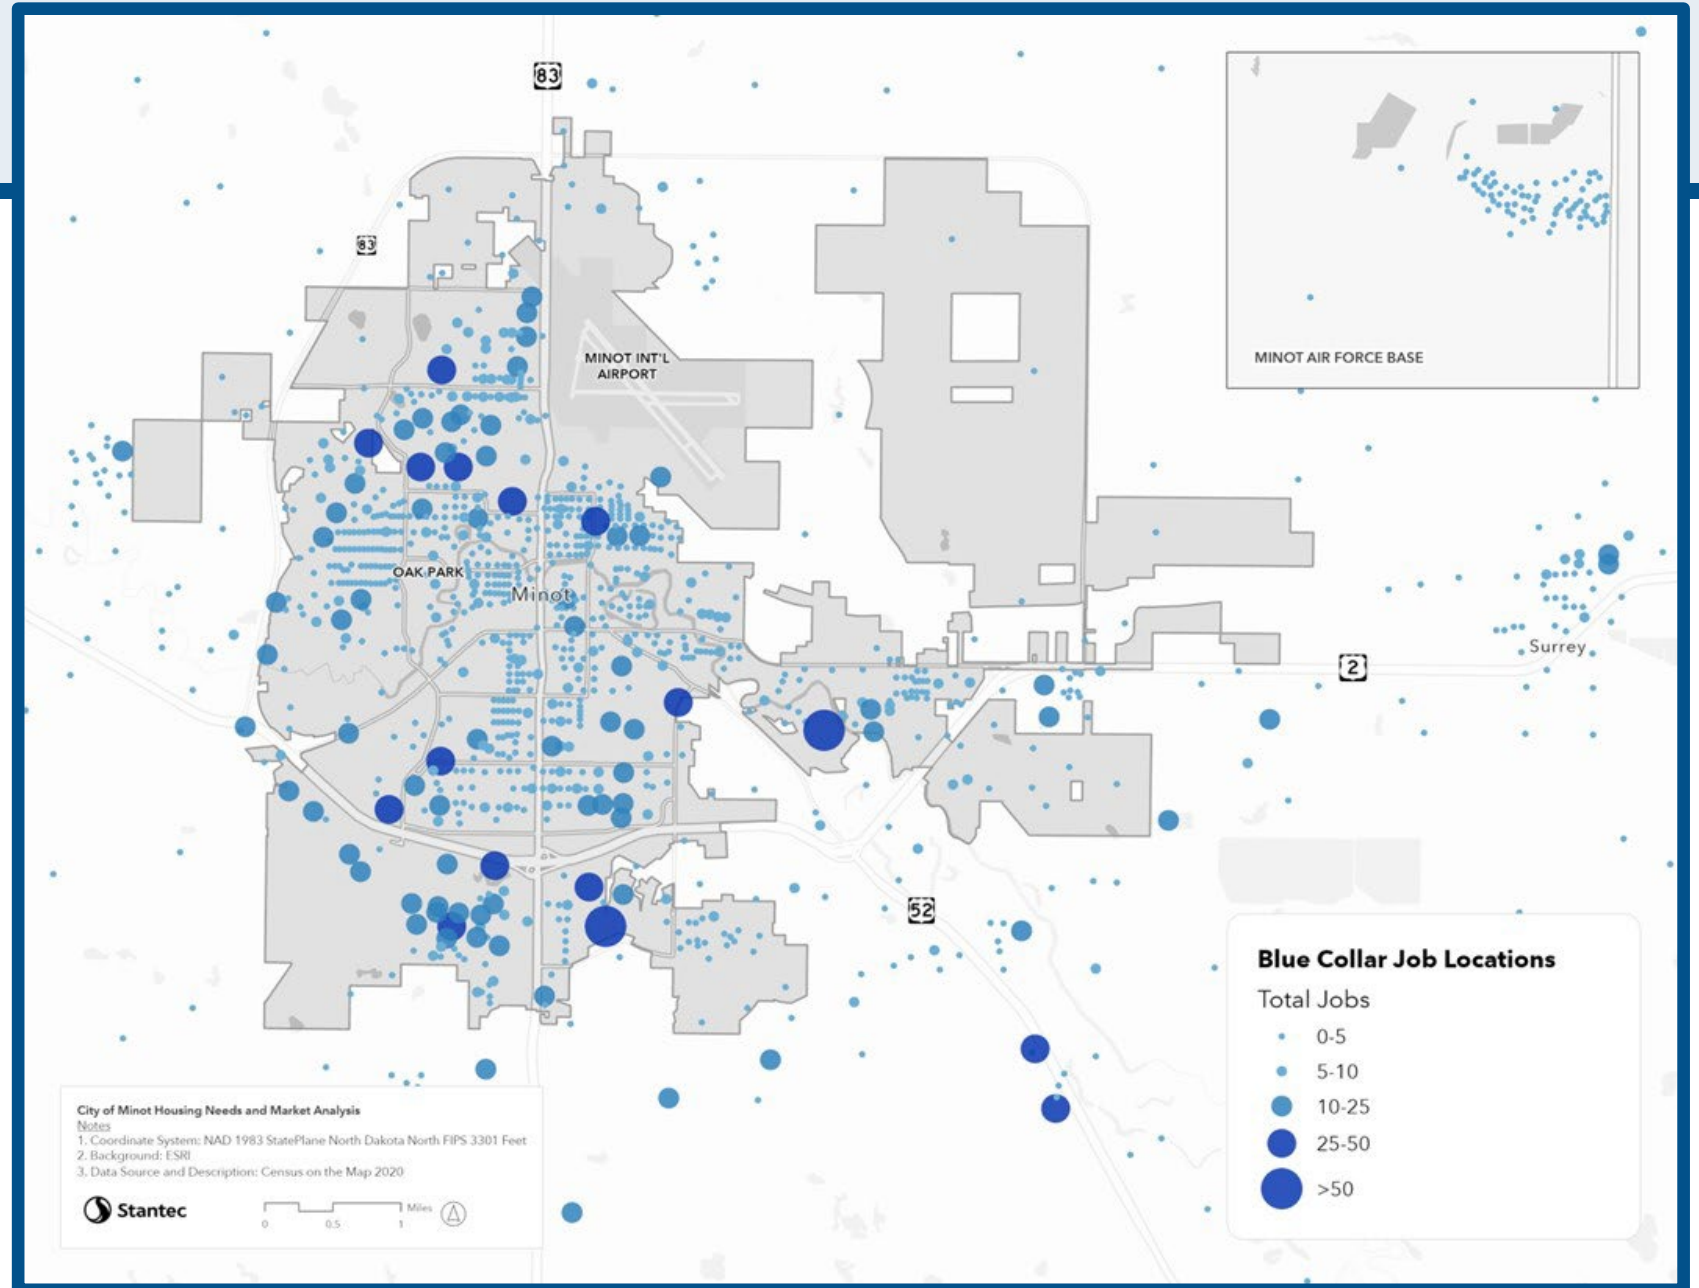 83
83
MINOT INT'L
AIRPORT
MINOT AIR FORCE BASE
OAK PARK
Minot
Surrey
2
52
Blue Collar Job Locations
Total Jobs
0-5
5-10
10-25
25-50
>50
City of Minot Housing Needs and Market Analysis
Notes
1. Coordinate System: NAD 1983 StatePlane North Dakota North FIPS 3301 Feet
2. Background: ESRI
3. Data Source and Description: Census on the Map 2020
Stantec
Miles
0 0.5 1